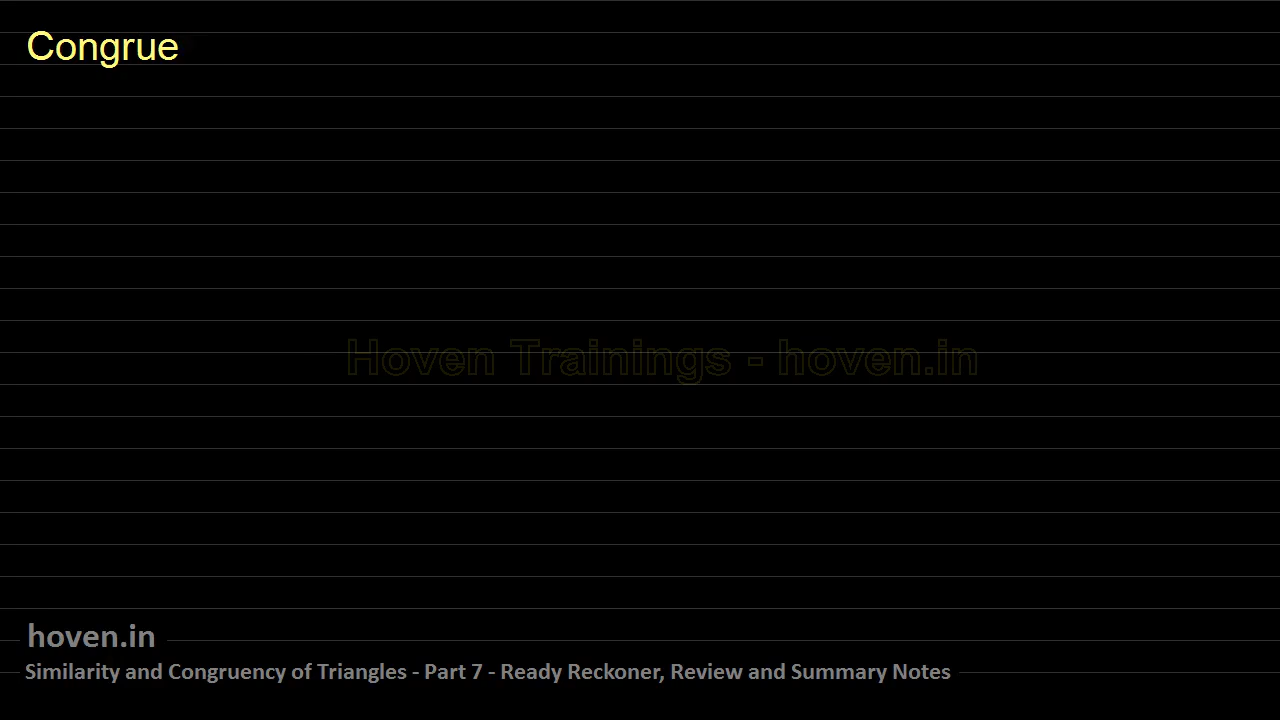 Congrue
Hoven Trainings - hoven.in
hoven.in
Similarity and Congruency of Triangles - Part 7 - Ready Reckoner, Review and Summary Notes